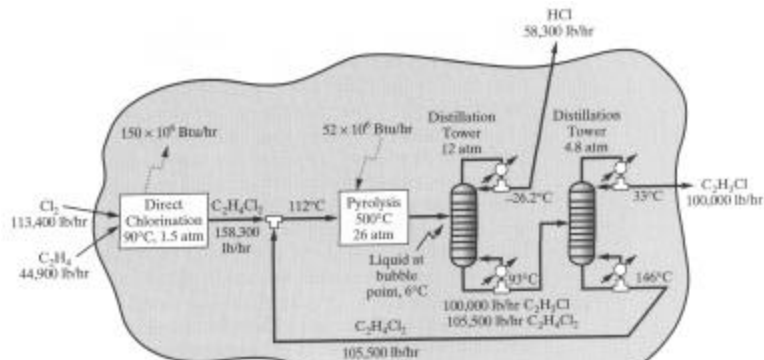 HCl
58,300 lb/hr
150 × 10⁶ Btu/hr
52 × 10⁶ Btu/hr
Distillation
Tower
12 atm
Distillation
Tower
4.8 atm
Cl₂
113,400 lb/hr
C₂H₄
44,900 lb/hr
Direct
Chlorination
90°C, 1.5 atm
C₂H₄Cl₂
158,300
lb/hr
112°C
Pyrolysis
500°C
26 atm
Liquid at
bubble
point, 6°C
–26.2°C
93°C
33°C
C₂H₃Cl
100,000 lb/hr
146°C
100,000 lb/hr C₂H₃Cl
105,500 lb/hr C₂H₄Cl₂
C₂H₄Cl₂
105,500 lb/hr